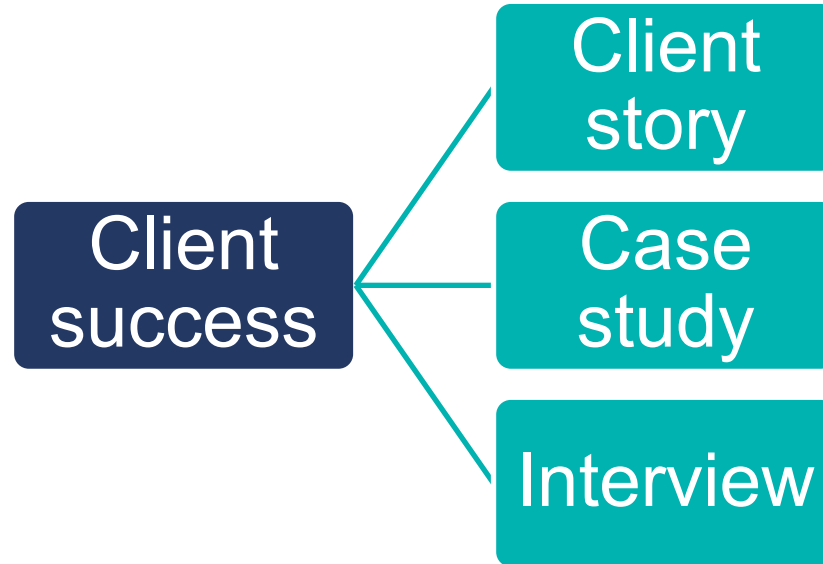 Client
success
Client
story
Case
study
Interview